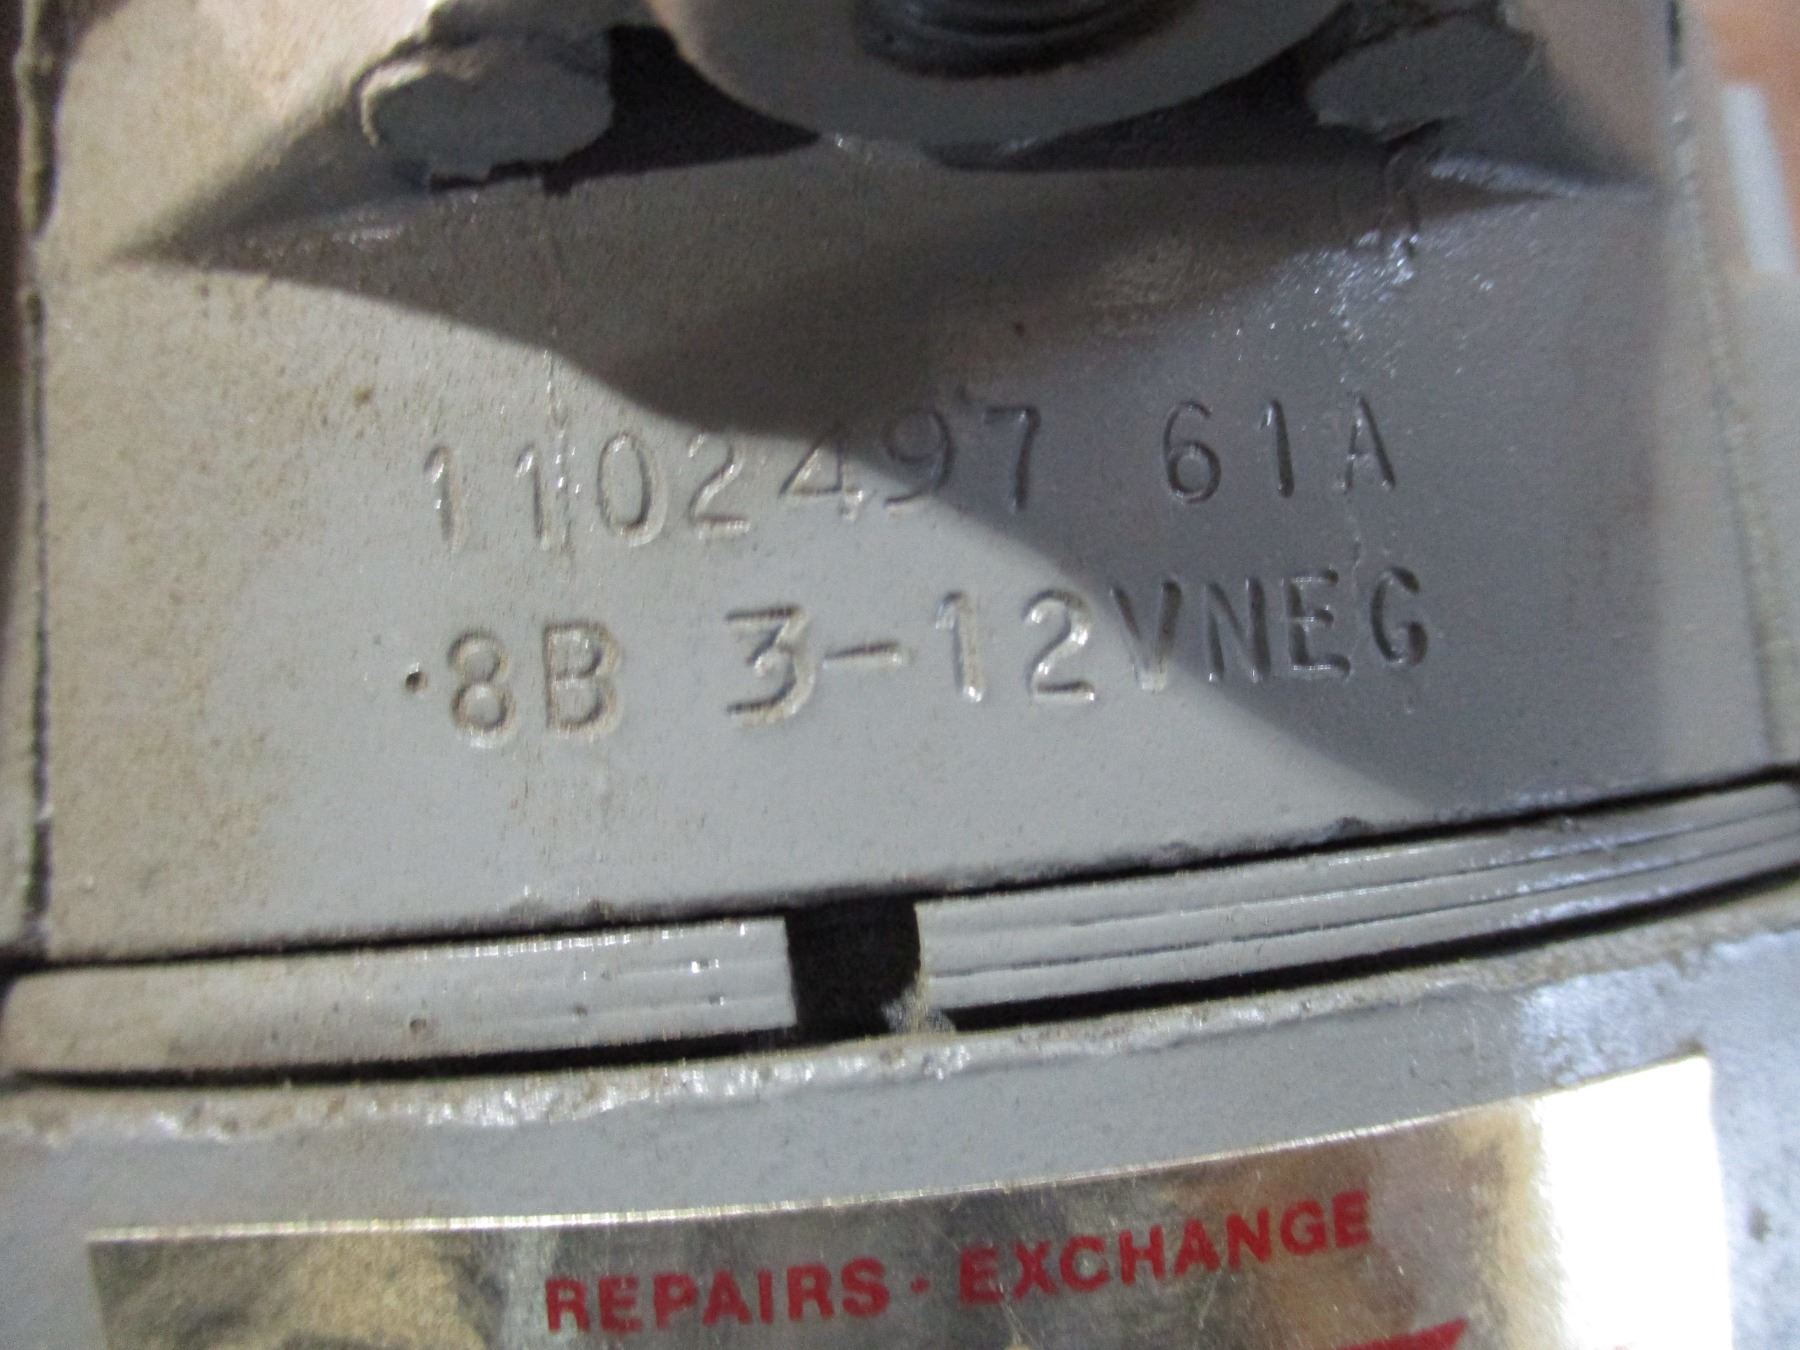 1102497 61A
8B 3-12VNEG
REPAIRS - EXCHANGE